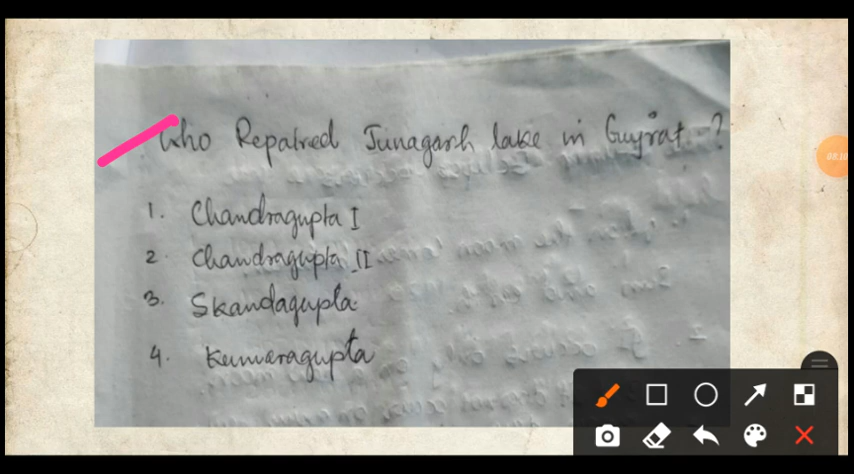 Who Repaired Junagarh lake in Gujrat ?
1. Chandragupta I
2. Chandragupta II
3. Skandagupta
4. Kumaragupta